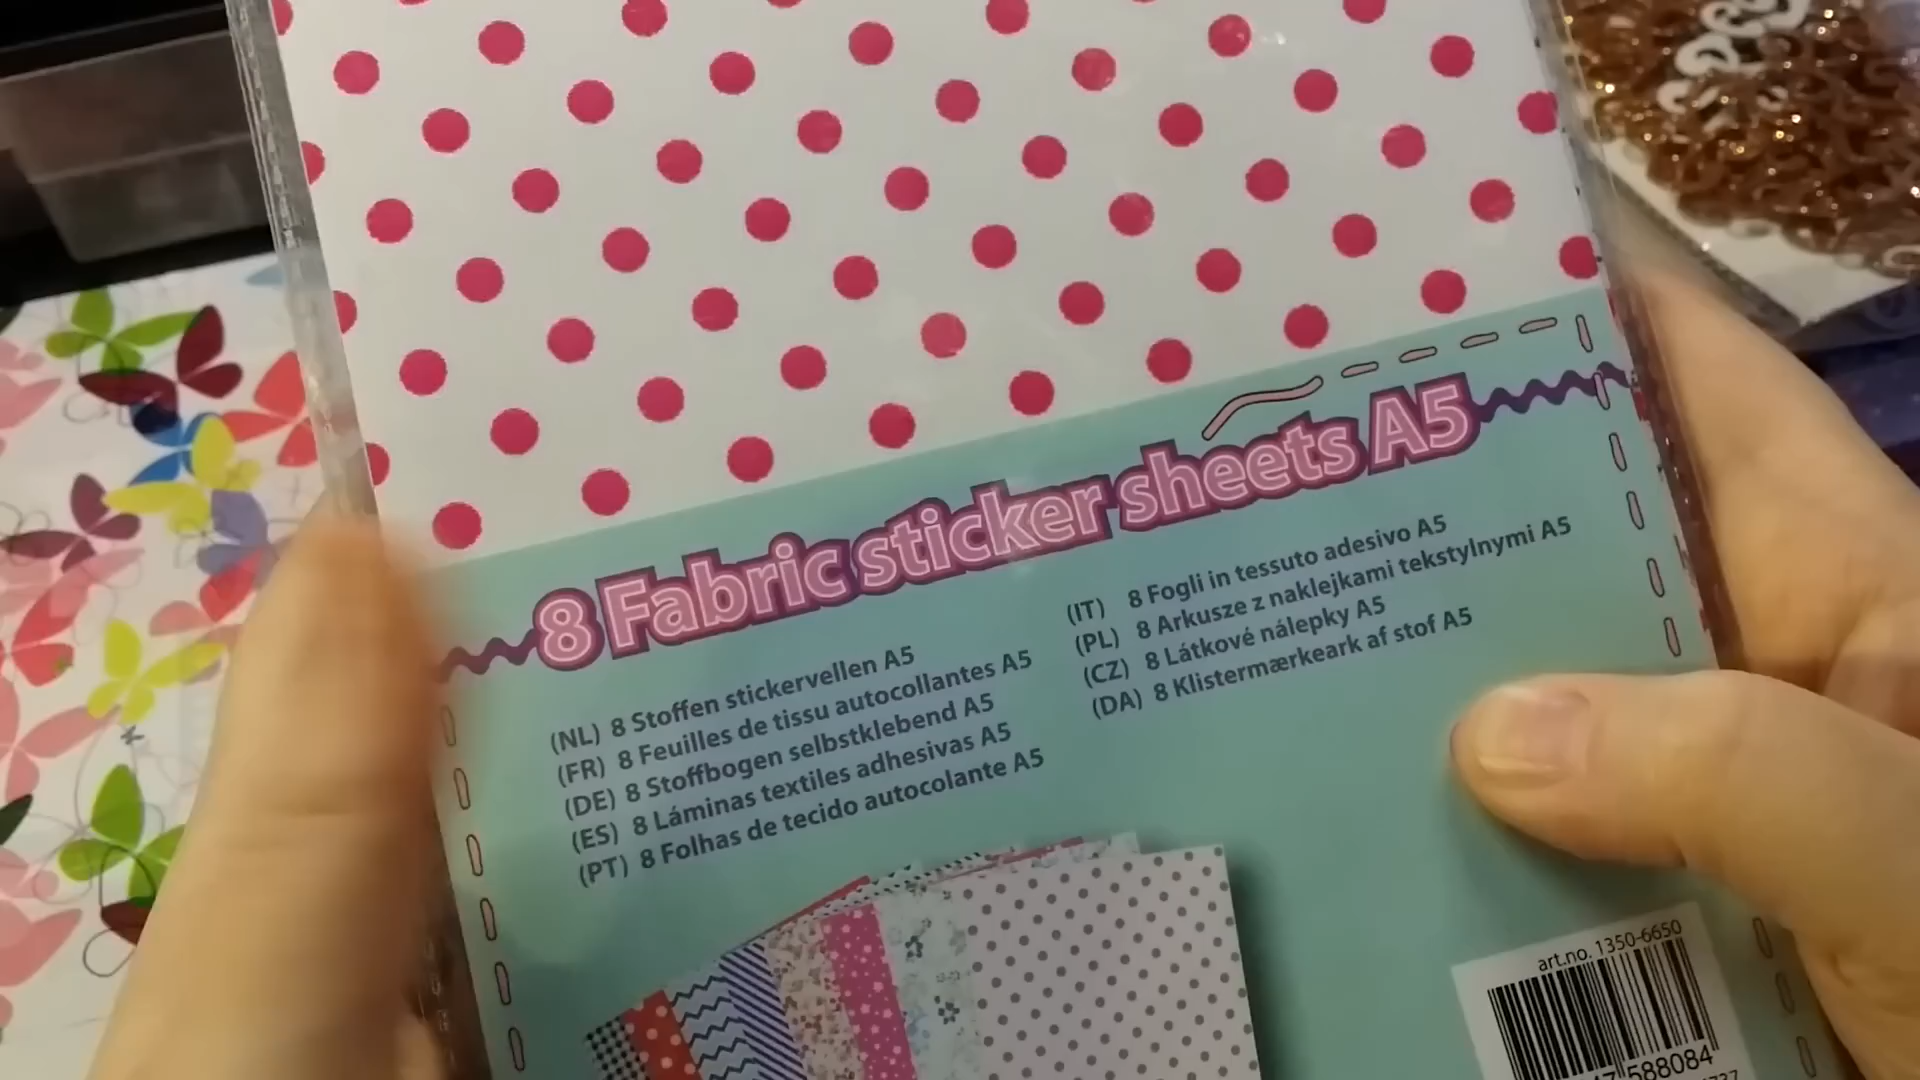 8 Fabric sticker sheets A5
(NL) 8 Stoffen stickervellen A5
(FR) 8 Feuilles de tissu autocollantes A5
(DE) 8 Stoffbogen selbstklebend A5
(ES) 8 Láminas textiles adhesivas A5
(PT) 8 Folhas de tecido autocolante A5
(IT) 8 Fogli in tessuto adesivo A5
(PL) 8 Arkusze z naklejkami tekstylnymi A5
(CZ) 8 Látkové nálepky A5
(DA) 8 Klistermærkeark af stof A5
art.no. 1350-6650
588084